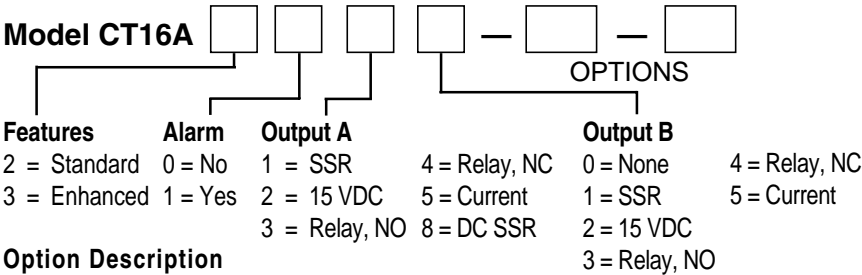 Model CT16A — —
OPTIONS
Features Alarm Output A Output B
2 = Standard 0 = No 1 = SSR 4 = Relay, NC 0 = None 4 = Relay, NC
3 = Enhanced 1 = Yes 2 = 15 VDC 5 = Current 1 = SSR 5 = Current
3 = Relay, NO 8 = DC SSR 2 = 15 VDC
Option Description 3 = Relay, NO